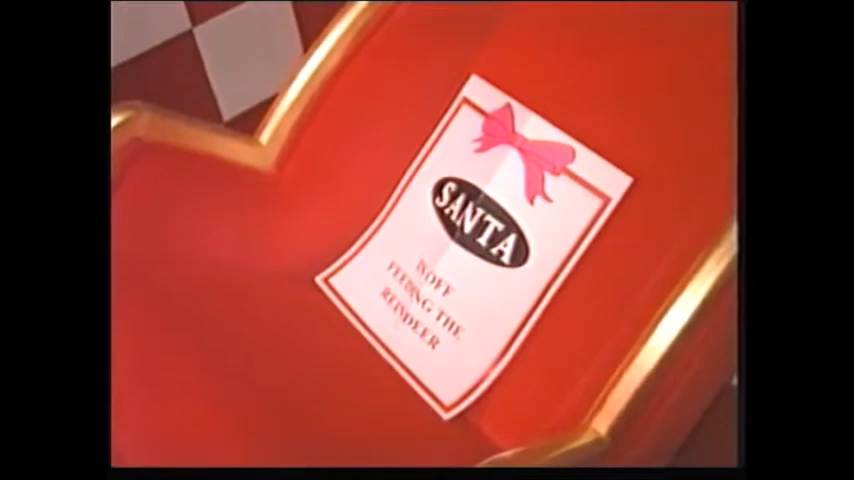 SANTA
IS OFF
FEEDING THE
REINDEER